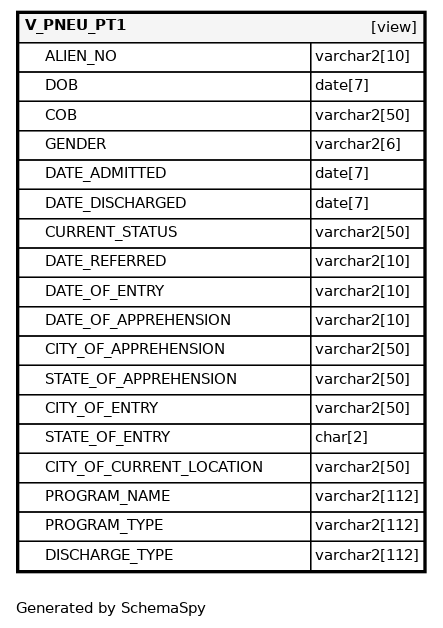 V_PNEU_PT1 [view]
ALIEN_NO varchar2[10]
DOB date[7]
COB varchar2[50]
GENDER varchar2[6]
DATE_ADMITTED date[7]
DATE_DISCHARGED date[7]
CURRENT_STATUS varchar2[50]
DATE_REFERRED varchar2[10]
DATE_OF_ENTRY varchar2[10]
DATE_OF_APPREHENSION varchar2[10]
CITY_OF_APPREHENSION varchar2[50]
STATE_OF_APPREHENSION varchar2[50]
CITY_OF_ENTRY varchar2[50]
STATE_OF_ENTRY char[2]
CITY_OF_CURRENT_LOCATION varchar2[50]
PROGRAM_NAME varchar2[112]
PROGRAM_TYPE varchar2[112]
DISCHARGE_TYPE varchar2[112]
Generated by SchemaSpy